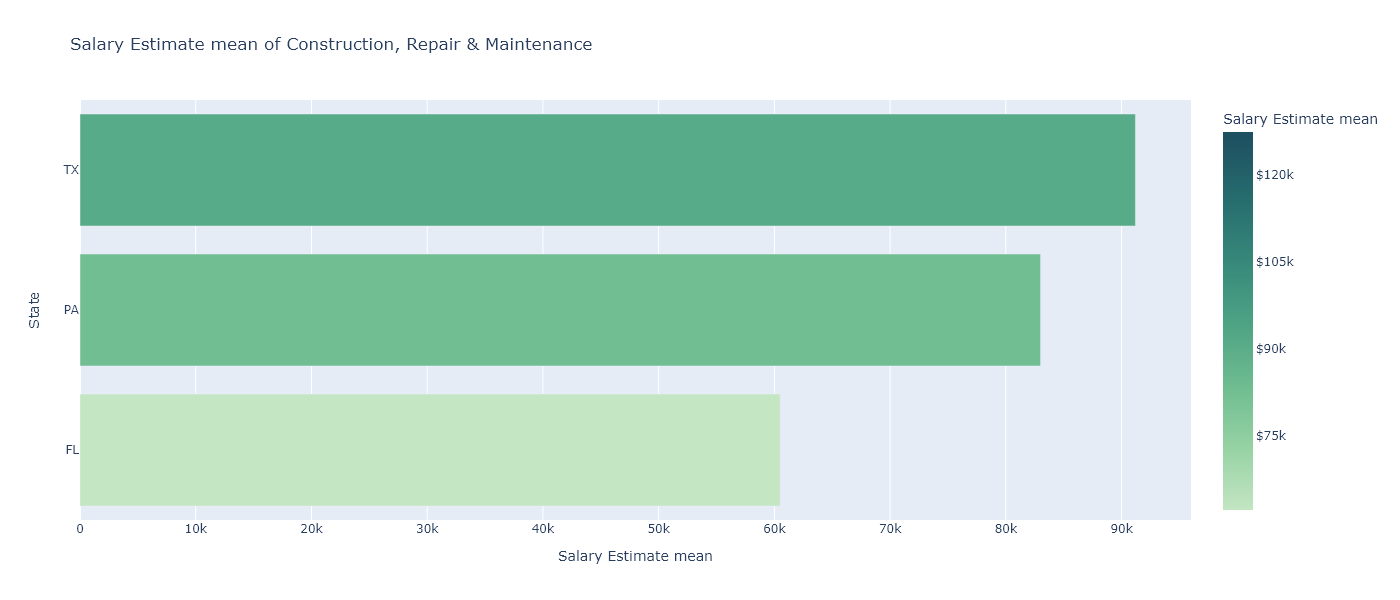 Salary Estimate mean of Construction, Repair & Maintenance
Salary Estimate mean
$120k
$105k
$90k
$75k
State
TX
PA
FL
0 10k 20k 30k 40k 50k 60k 70k 80k 90k
Salary Estimate mean